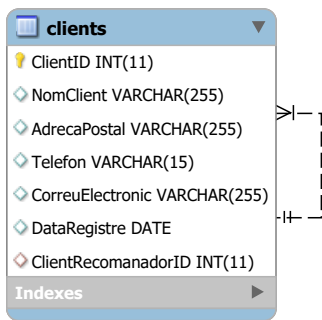 clients
ClientID INT(11)
NomClient VARCHAR(255)
AdrecaPostal VARCHAR(255)
Telefon VARCHAR(15)
CorreuElectronic VARCHAR(255)
DataRegistre DATE
ClientRecomanadorID INT(11)
Indexes